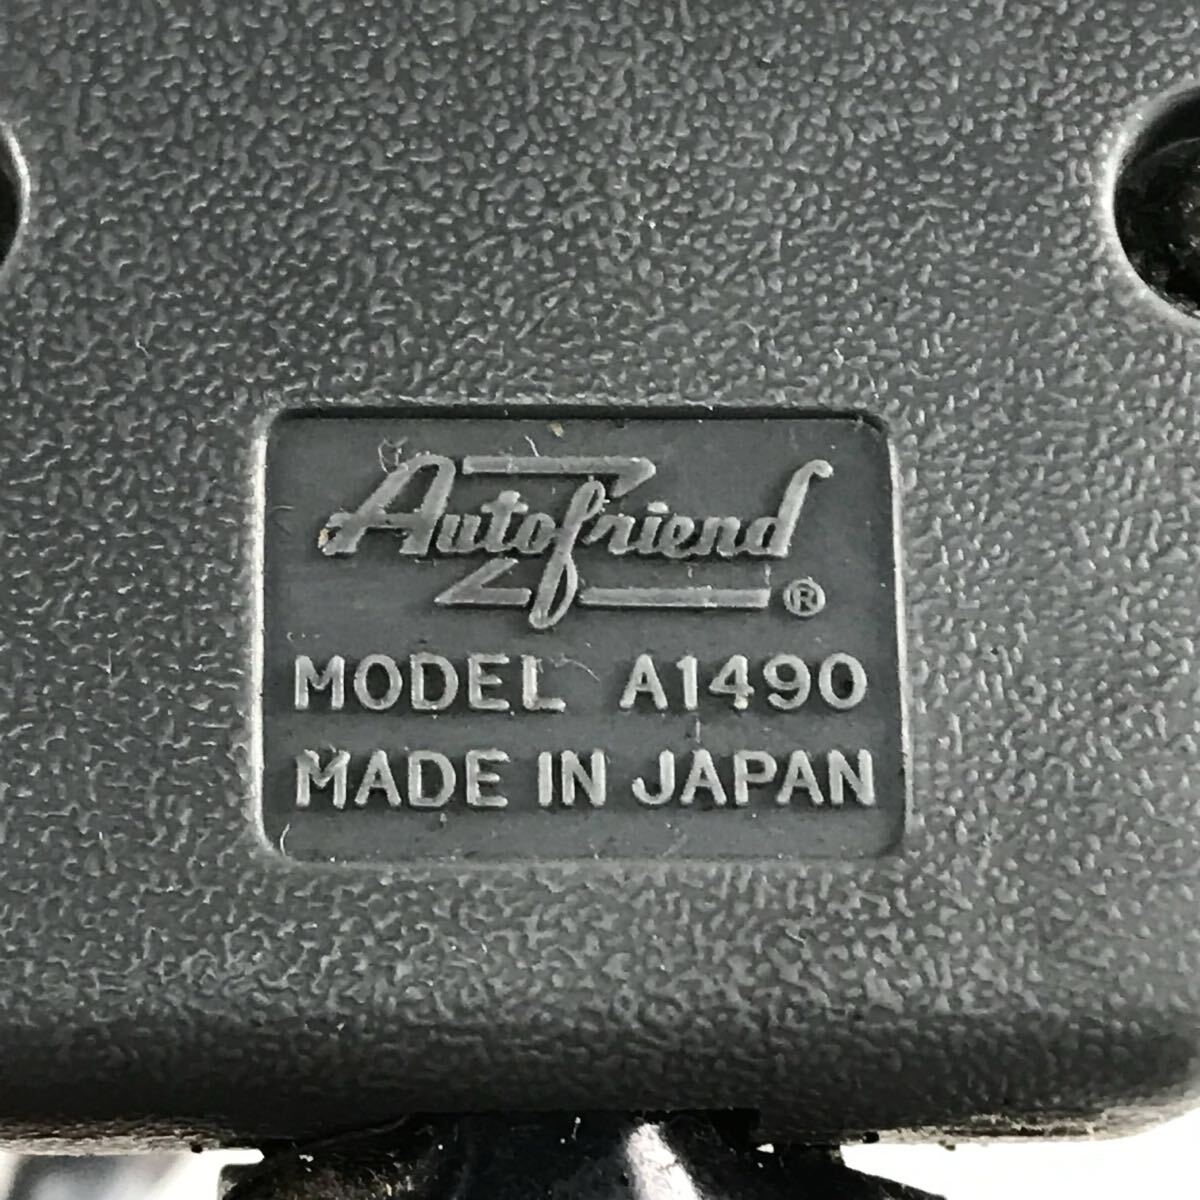 Autofriend ®
MODEL A1490
MADE IN JAPAN